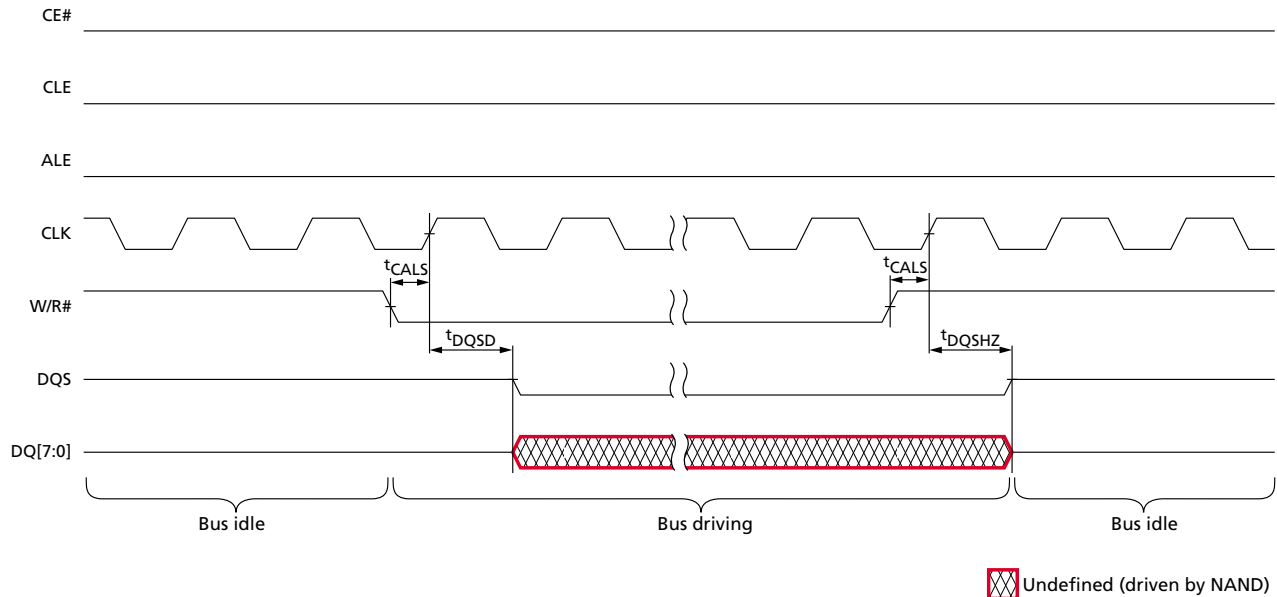 CE#
CLE
ALE
CLK
tCALS tCALS
W/R#
tDQSD tDQSHZ
DQS
DQ[7:0]
Bus idle Bus driving Bus idle
Undefined (driven by NAND)